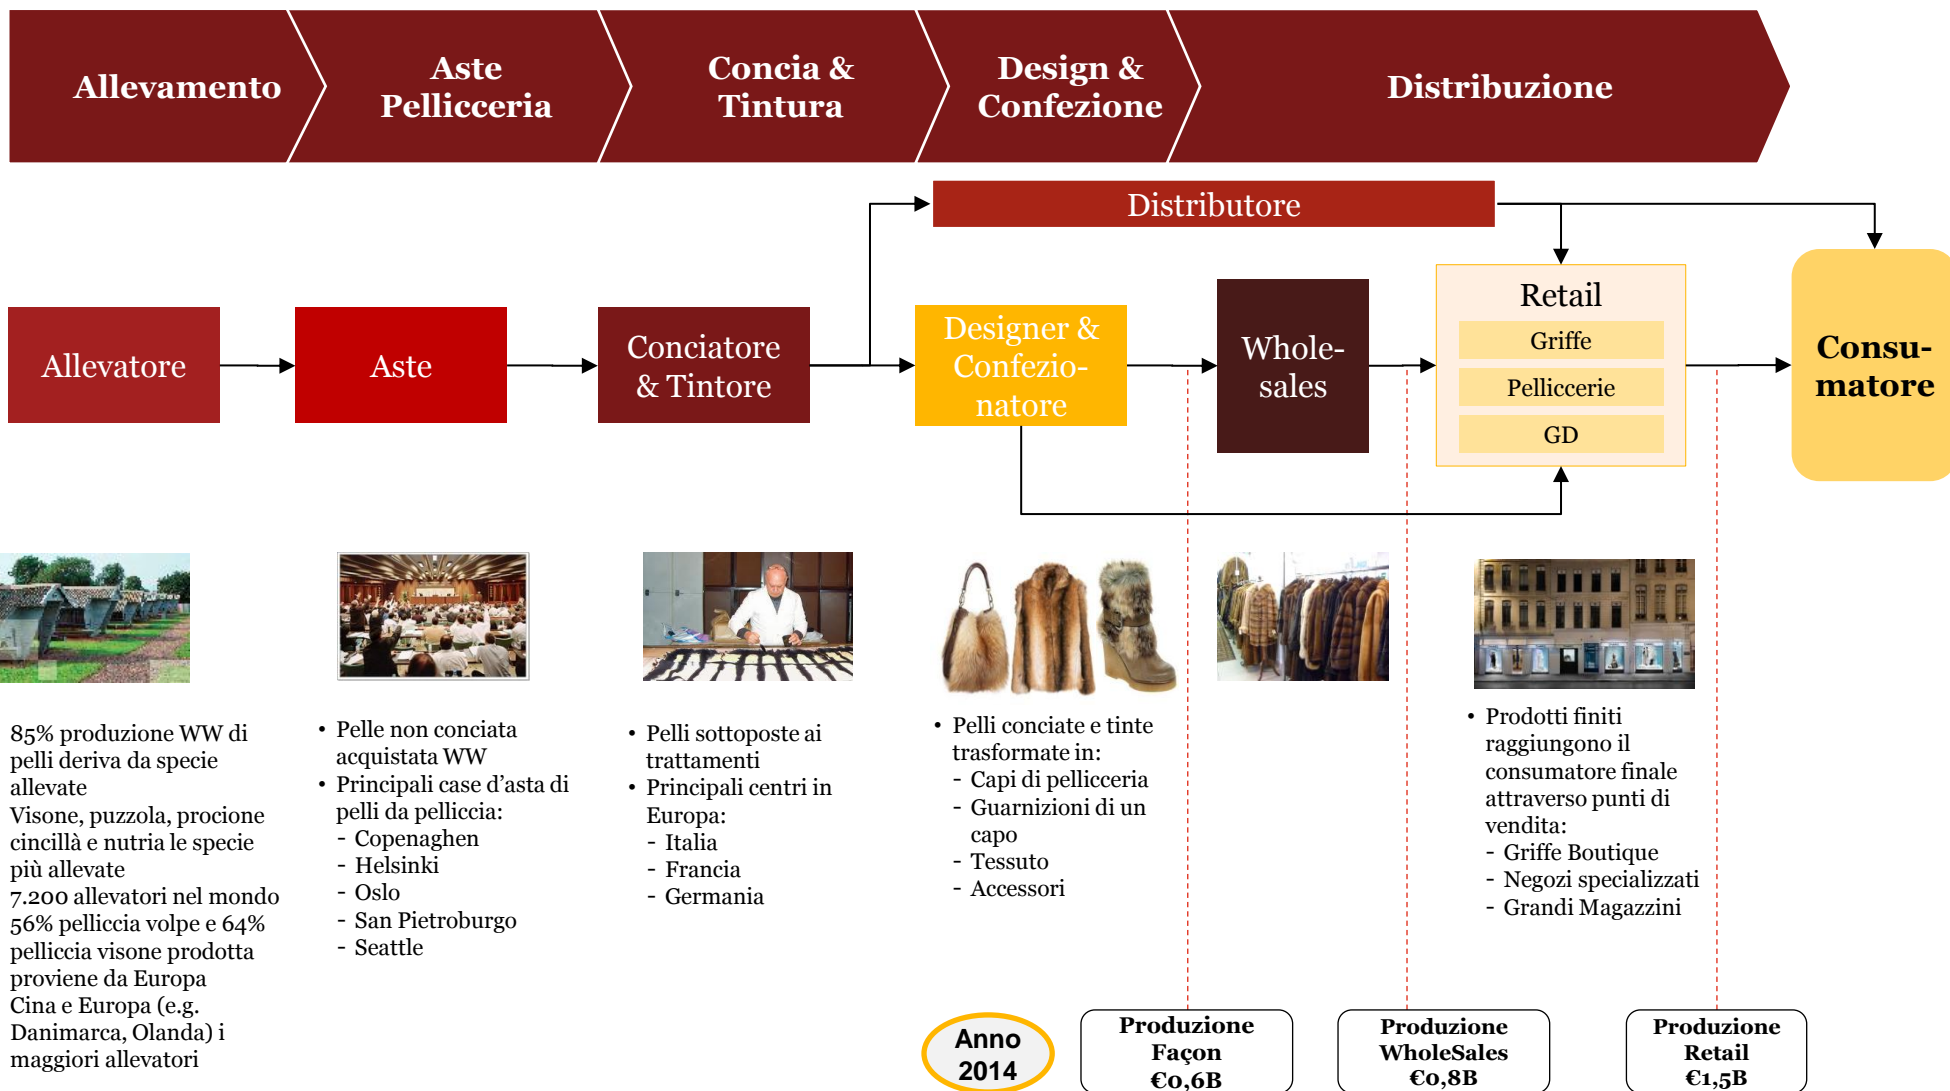 Allevamento
Aste
Pellicceria
Concia &
Tintura
Design &
Confezione
Distribuzione
Distributore
Allevatore
Aste
Conciatore
& Tintore
Designer &
Confezio-
natore
Whole-
sales
Retail
Griffe
Pelliccerie
GD
Consu-
matore
85% produzione WW di
pelli deriva da specie
allevate
Visone, puzzola, procione
cincillà e nutria le specie
più allevate
7.200 allevatori nel mondo
56% pelliccia volpe e 64%
pelliccia visone prodotta
proviene da Europa
Cina e Europa (e.g.
Danimarca, Olanda) i
maggiori allevatori
• Pelle non conciata
acquistata WW
• Principali case d’asta di
pelli da pelliccia:
- Copenaghen
- Helsinki
- Oslo
- San Pietroburgo
- Seattle
• Pelli sottoposte ai
trattamenti
• Principali centri in
Europa:
- Italia
- Francia
- Germania
• Pelli conciate e tinte
trasformate in:
- Capi di pellicceria
- Guarnizioni di un
capo
- Tessuto
- Accessori
• Prodotti finiti
raggiungono il
consumatore finale
attraverso punti di
vendita:
- Griffe Boutique
- Negozi specializzati
- Grandi Magazzini
Anno
2014
Produzione
Façon
€0,6B
Produzione
WholeSales
€0,8B
Produzione
Retail
€1,5B